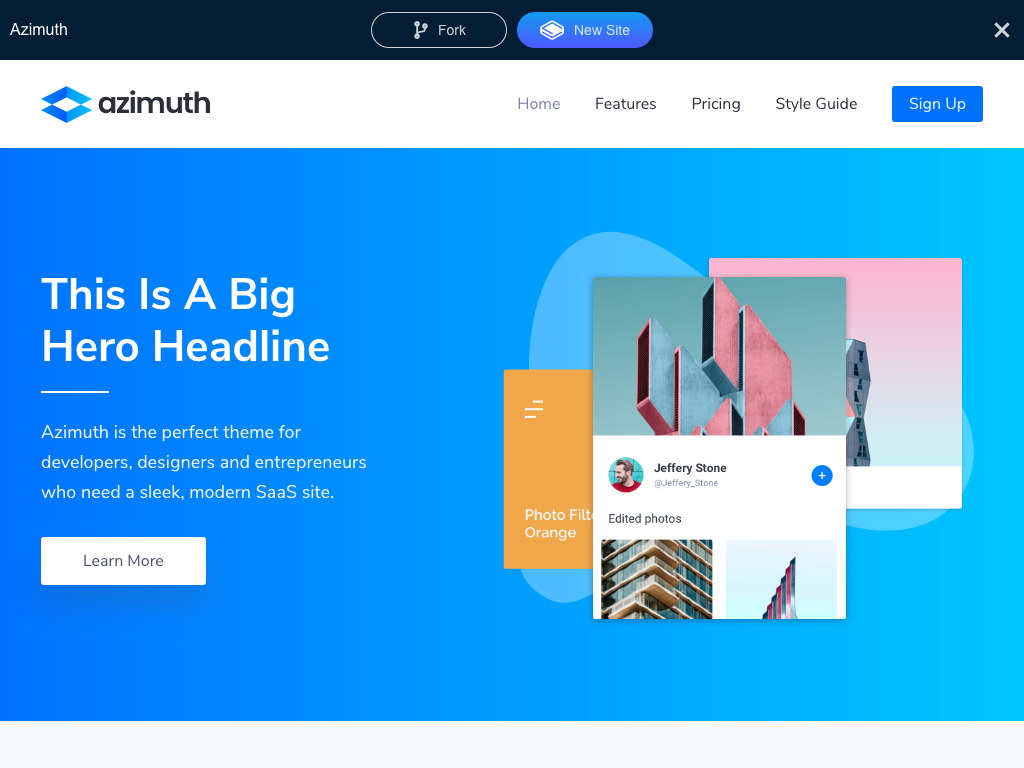 Azimuth
Fork
New Site
azimuth
Home
Features
Pricing
Style Guide
Sign Up
This Is A Big
Hero Headline
Azimuth is the perfect theme for
developers, designers and entrepreneurs
who need a sleek, modern SaaS site.
Learn More
Photo Filte
Orange
Jeffery Stone
@Jeffery_Stone
Edited photos